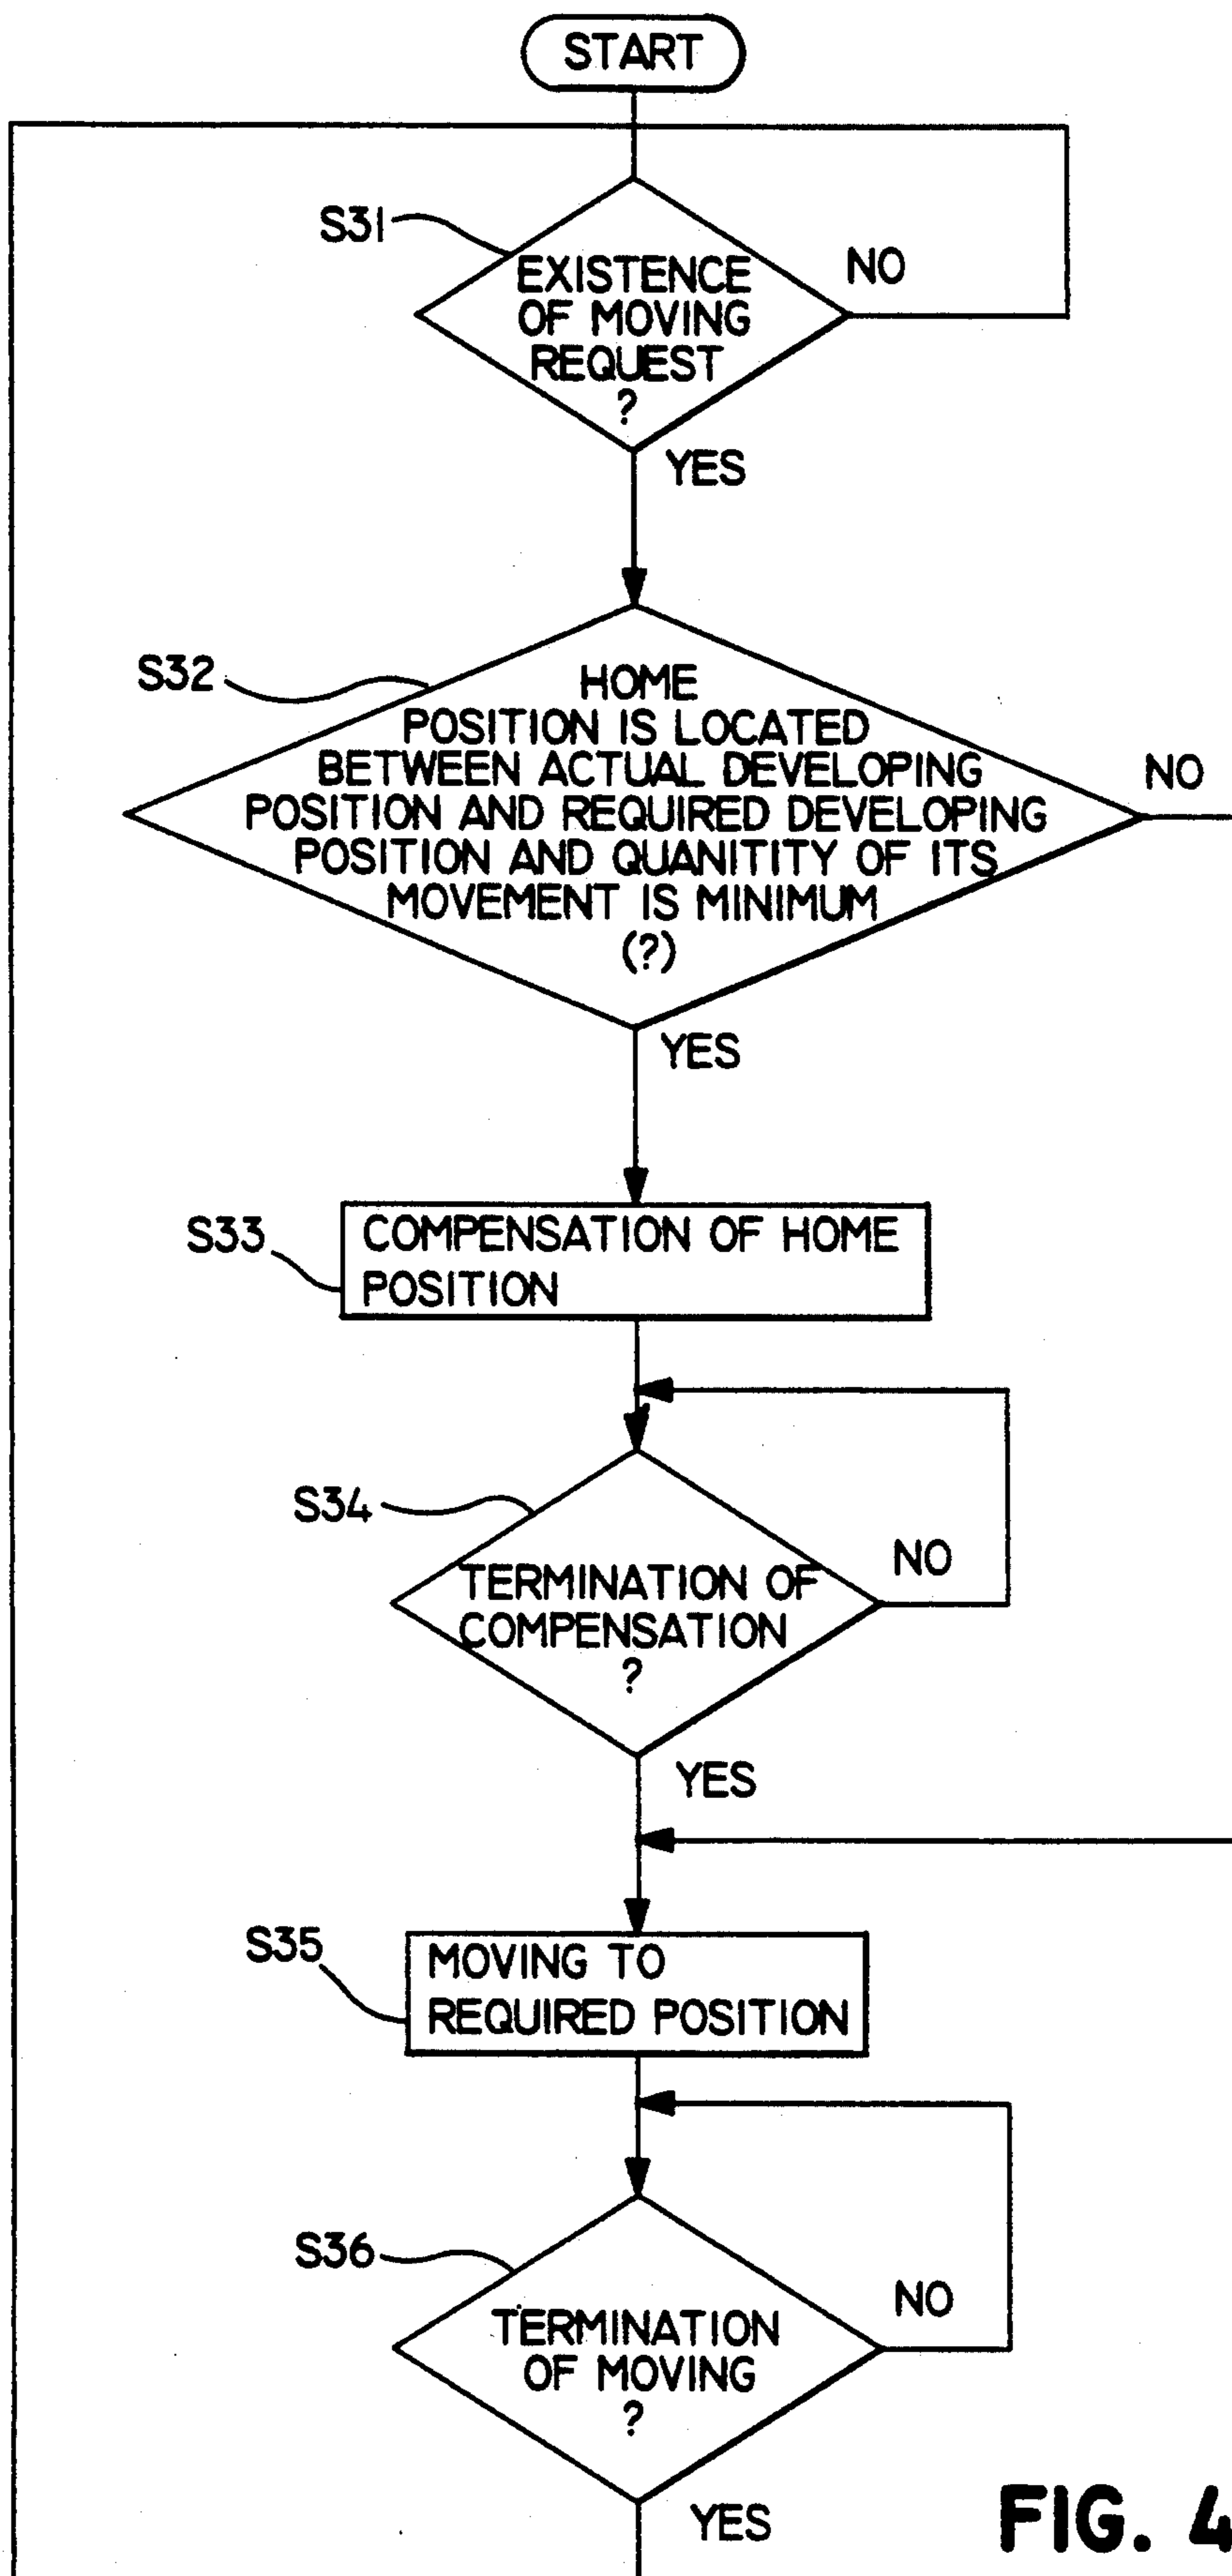 START
S31
EXISTENCE
OF MOVING
REQUEST
?
NO
YES
S32
HOME
POSITION IS LOCATED
BETWEEN ACTUAL DEVELOPING
POSITION AND REQUIRED DEVELOPING
POSITION AND QUANITITY OF ITS
MOVEMENT IS MINIMUM
(?)
NO
YES
S33
COMPENSATION OF HOME
POSITION
S34
TERMINATION OF
COMPENSATION
?
NO
YES
S35
MOVING TO
REQUIRED POSITION
S36
TERMINATION
OF MOVING
?
NO
YES
FIG. 4